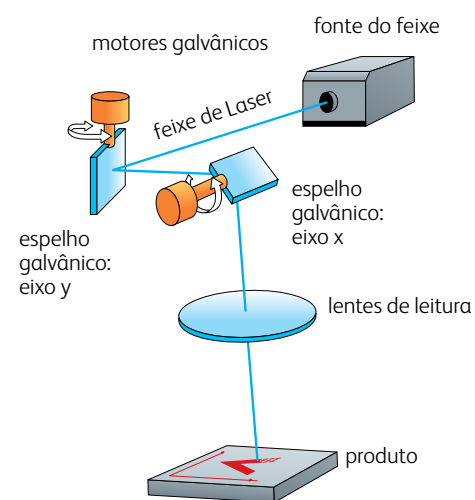 fonte do feixe
motores galvânicos
feixe de Laser
espelho
galvânico:
eixo y
espelho
galvânico:
eixo x
lentes de leitura
produto